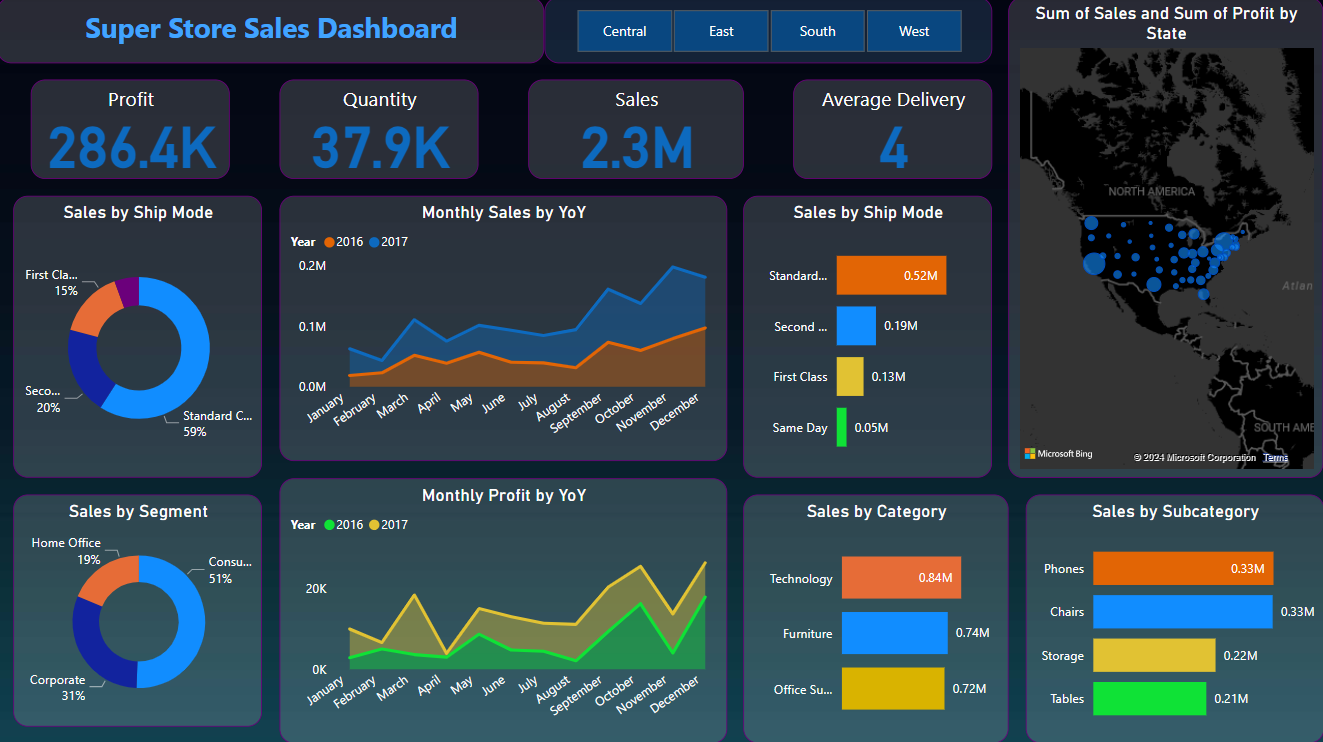 Super Store Sales Dashboard
Central
East
South
West
Sum of Sales and Sum of Profit by
State
Profit
286.4K
Quantity
37.9K
Sales
2.3M
Average Delivery
4
NORTH AMERICA
Atlan
SOUTH AME
Microsoft Bing
© 2024 Microsoft Corporation Terms
Sales by Ship Mode
First Cla...
15%
Seco...
20%
Standard C...
59%
Monthly Sales by YoY
Year 2016 2017
0.2M
0.1M
0.0M
January
February
March
April
May
June
July
August
September
October
November
December
Sales by Ship Mode
Standard... 0.52M
Second ... 0.19M
First Class 0.13M
Same Day 0.05M
Sales by Segment
Home Office
19%
Consu...
51%
Corporate
31%
Monthly Profit by YoY
Year 2016 2017
20K
0K
January
February
March
April
May
June
July
August
September
October
November
December
Sales by Category
Technology 0.84M
Furniture 0.74M
Office Su... 0.72M
Sales by Subcategory
Phones 0.33M
Chairs 0.33M
Storage 0.22M
Tables 0.21M